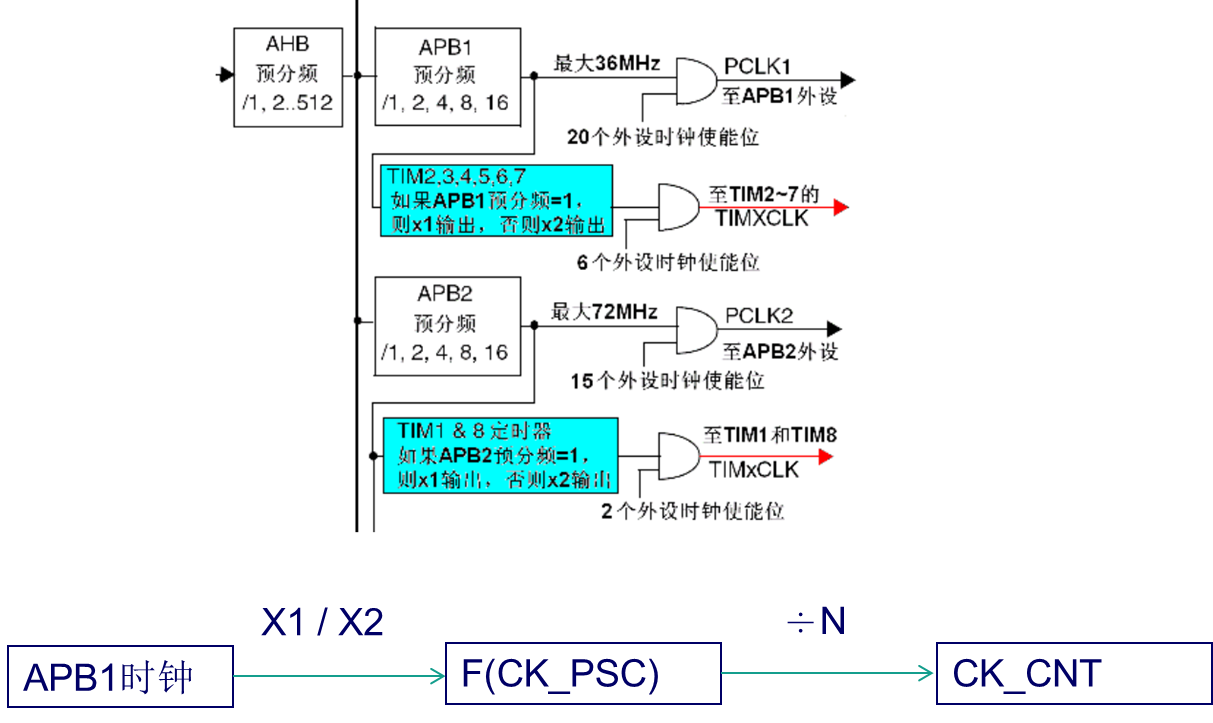 AHB
预分频
/1, 2..512
APB1
预分频
/1, 2, 4, 8, 16
最大36MHz
PCLK1
至APB1外设
20个外设时钟使能位
TIM2,3,4,5,6,7
如果APB1预分频=1,
则x1输出，否则x2输出
至TIM2~7的
TIMXCLK
6个外设时钟使能位
APB2
预分频
/1, 2, 4, 8, 16
最大72MHz
PCLK2
至APB2外设
15个外设时钟使能位
TIM1 & 8 定时器
如果APB2预分频=1,
则x1输出，否则x2输出
至TIM1和TIM8
TIMxCLK
2个外设时钟使能位
X1 / X2
÷N
APB1时钟
F(CK_PSC)
CK_CNT